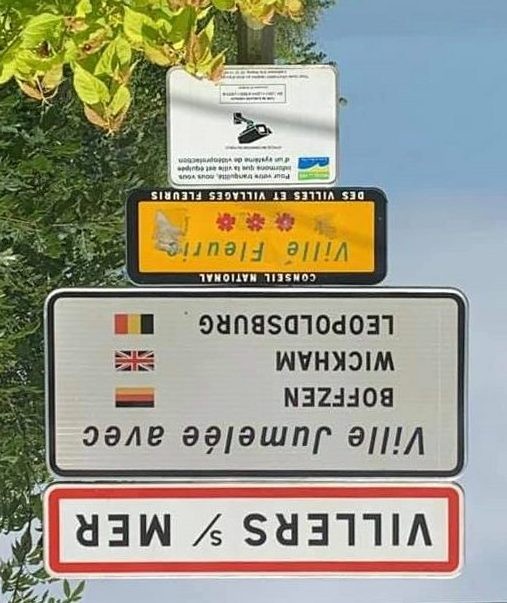 VILLERS s/ MER
Ville Jumelée avec
BOFFZEN
WICKHAM
LEOPOLDSBURG
CONSEIL NATIONAL
Ville Fleurie
DES VILLES ET VILLAGES FLEURIS
Pour votre tranquilité, nous vous
informons que la ville est équipée
d'un système de vidéoprotection